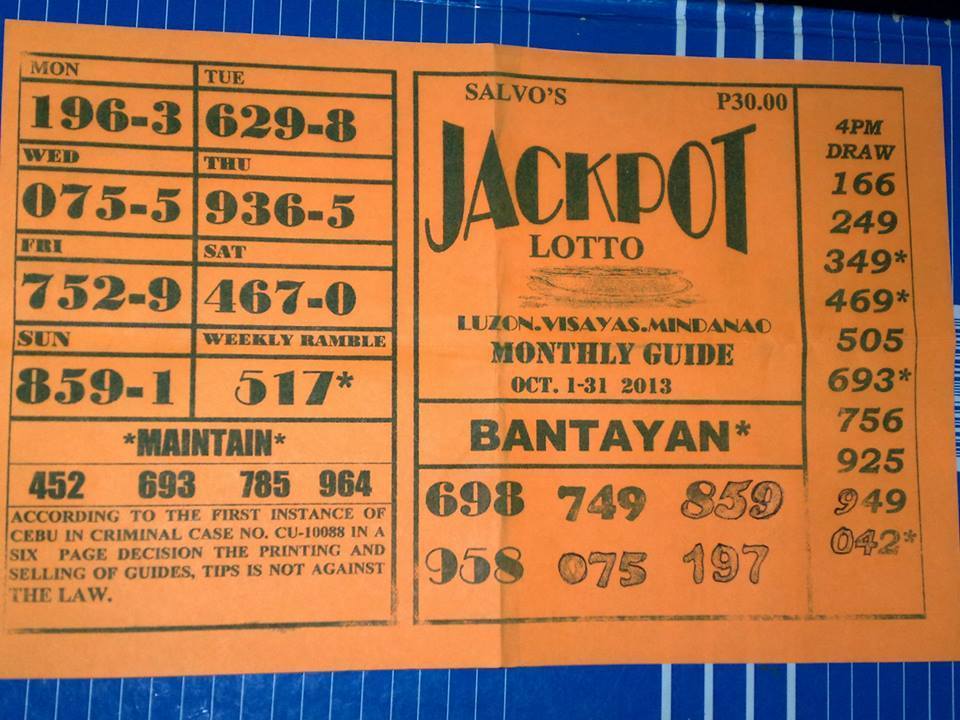 MON
TUE
196-3
629-8
WED
THU
075-5
936-5
FRI
SAT
752-9
467-0
SUN
WEEKLY RAMBLE
859-1
517*
*MAINTAIN*
452 693 785 964
ACCORDING TO THE FIRST INSTANCE OF
CEBU IN CRIMINAL CASE NO. CU-10088 IN A
SIX PAGE DECISION THE PRINTING AND
SELLING OF GUIDES, TIPS IS NOT AGAINST
THE LAW.
SALVO'S P30.00
JACKPOT
LOTTO
LUZON.VISAYAS.MINDANAO
MONTHLY GUIDE
OCT. 1-31 2013
BANTAYAN*
698 749 859
958 075 197
4PM
DRAW
166
249
349*
469*
505
693*
756
925
949
042*